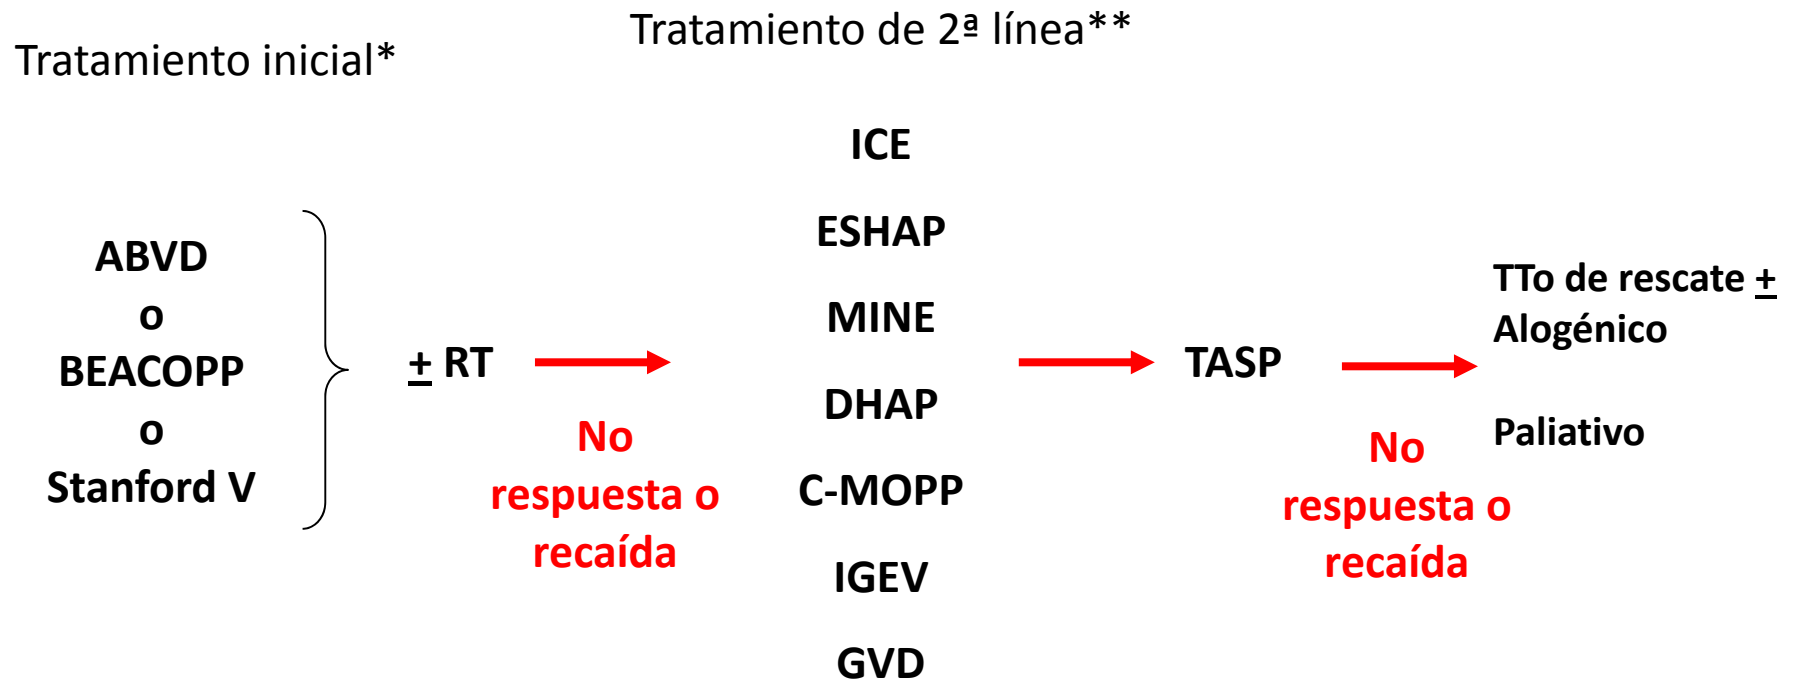 Tratamiento inicial*
Tratamiento de 2ª línea**
ABVD
o
BEACOPP
o
Stanford V
± RT
No
respuesta o
recaída
ICE
ESHAP
MINE
DHAP
C-MOPP
IGEV
GVD
TASP
No
respuesta o
recaída
TTo de rescate ±
Alogénico
Paliativo